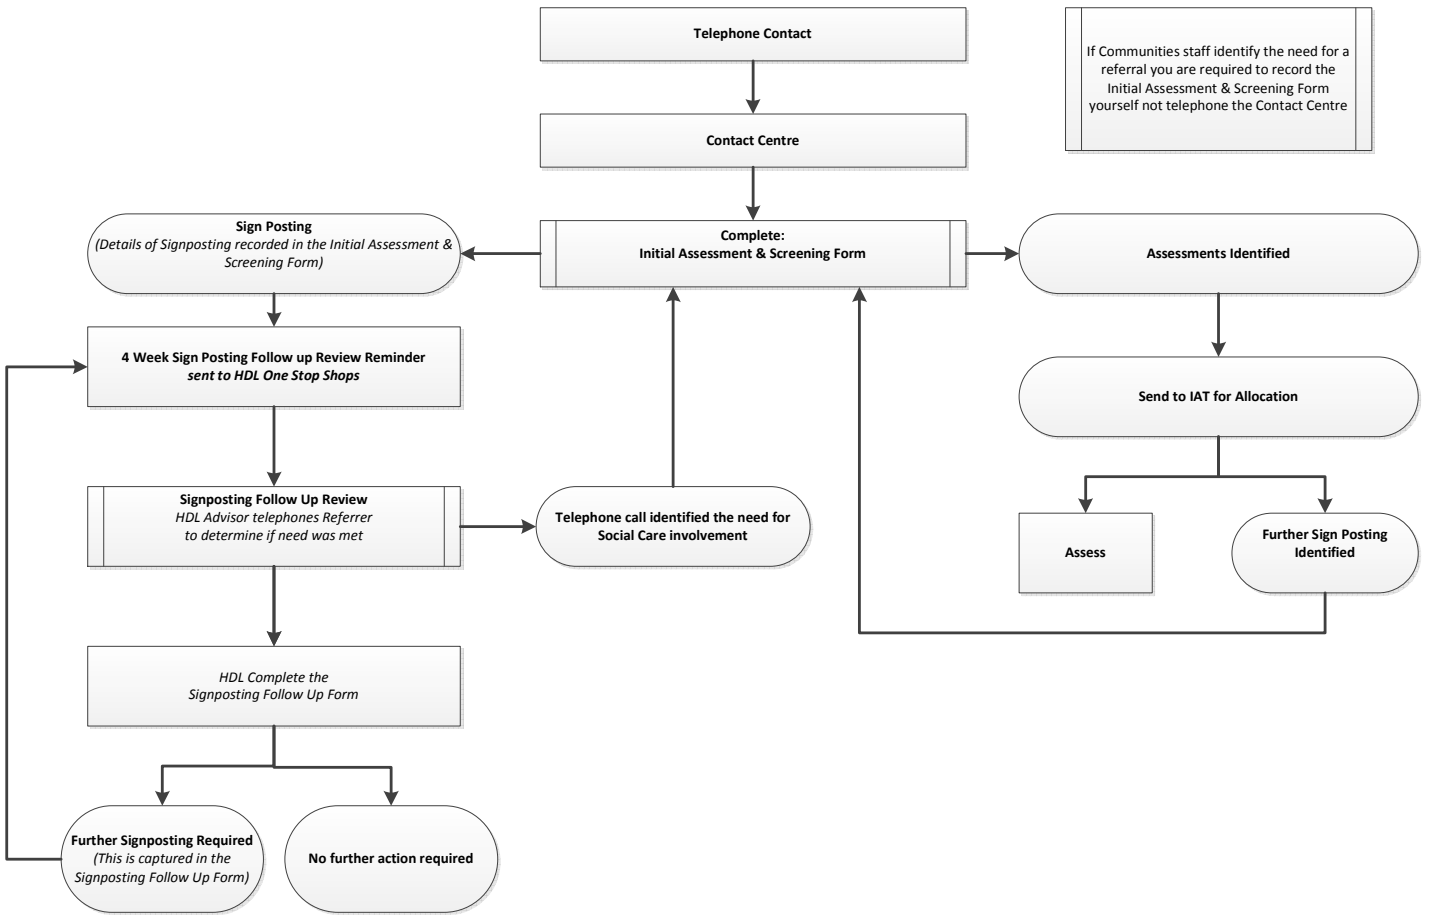 Telephone Contact
If Communities staff identify the need for a
referral you are required to record the
Initial Assessment & Screening Form
yourself not telephone the Contact Centre
Contact Centre
Sign Posting
(Details of Signposting recorded in the Initial Assessment &
Screening Form)
Complete:
Initial Assessment & Screening Form
Assessments Identified
4 Week Sign Posting Follow up Review Reminder
sent to HDL One Stop Shops
Send to IAT for Allocation
Signposting Follow Up Review
HDL Advisor telephones Referrer
to determine if need was met
Telephone call identified the need for
Social Care involvement
Assess
Further Sign Posting
Identified
HDL Complete the
Signposting Follow Up Form
Further Signposting Required
(This is captured in the
Signposting Follow Up Form)
No further action required